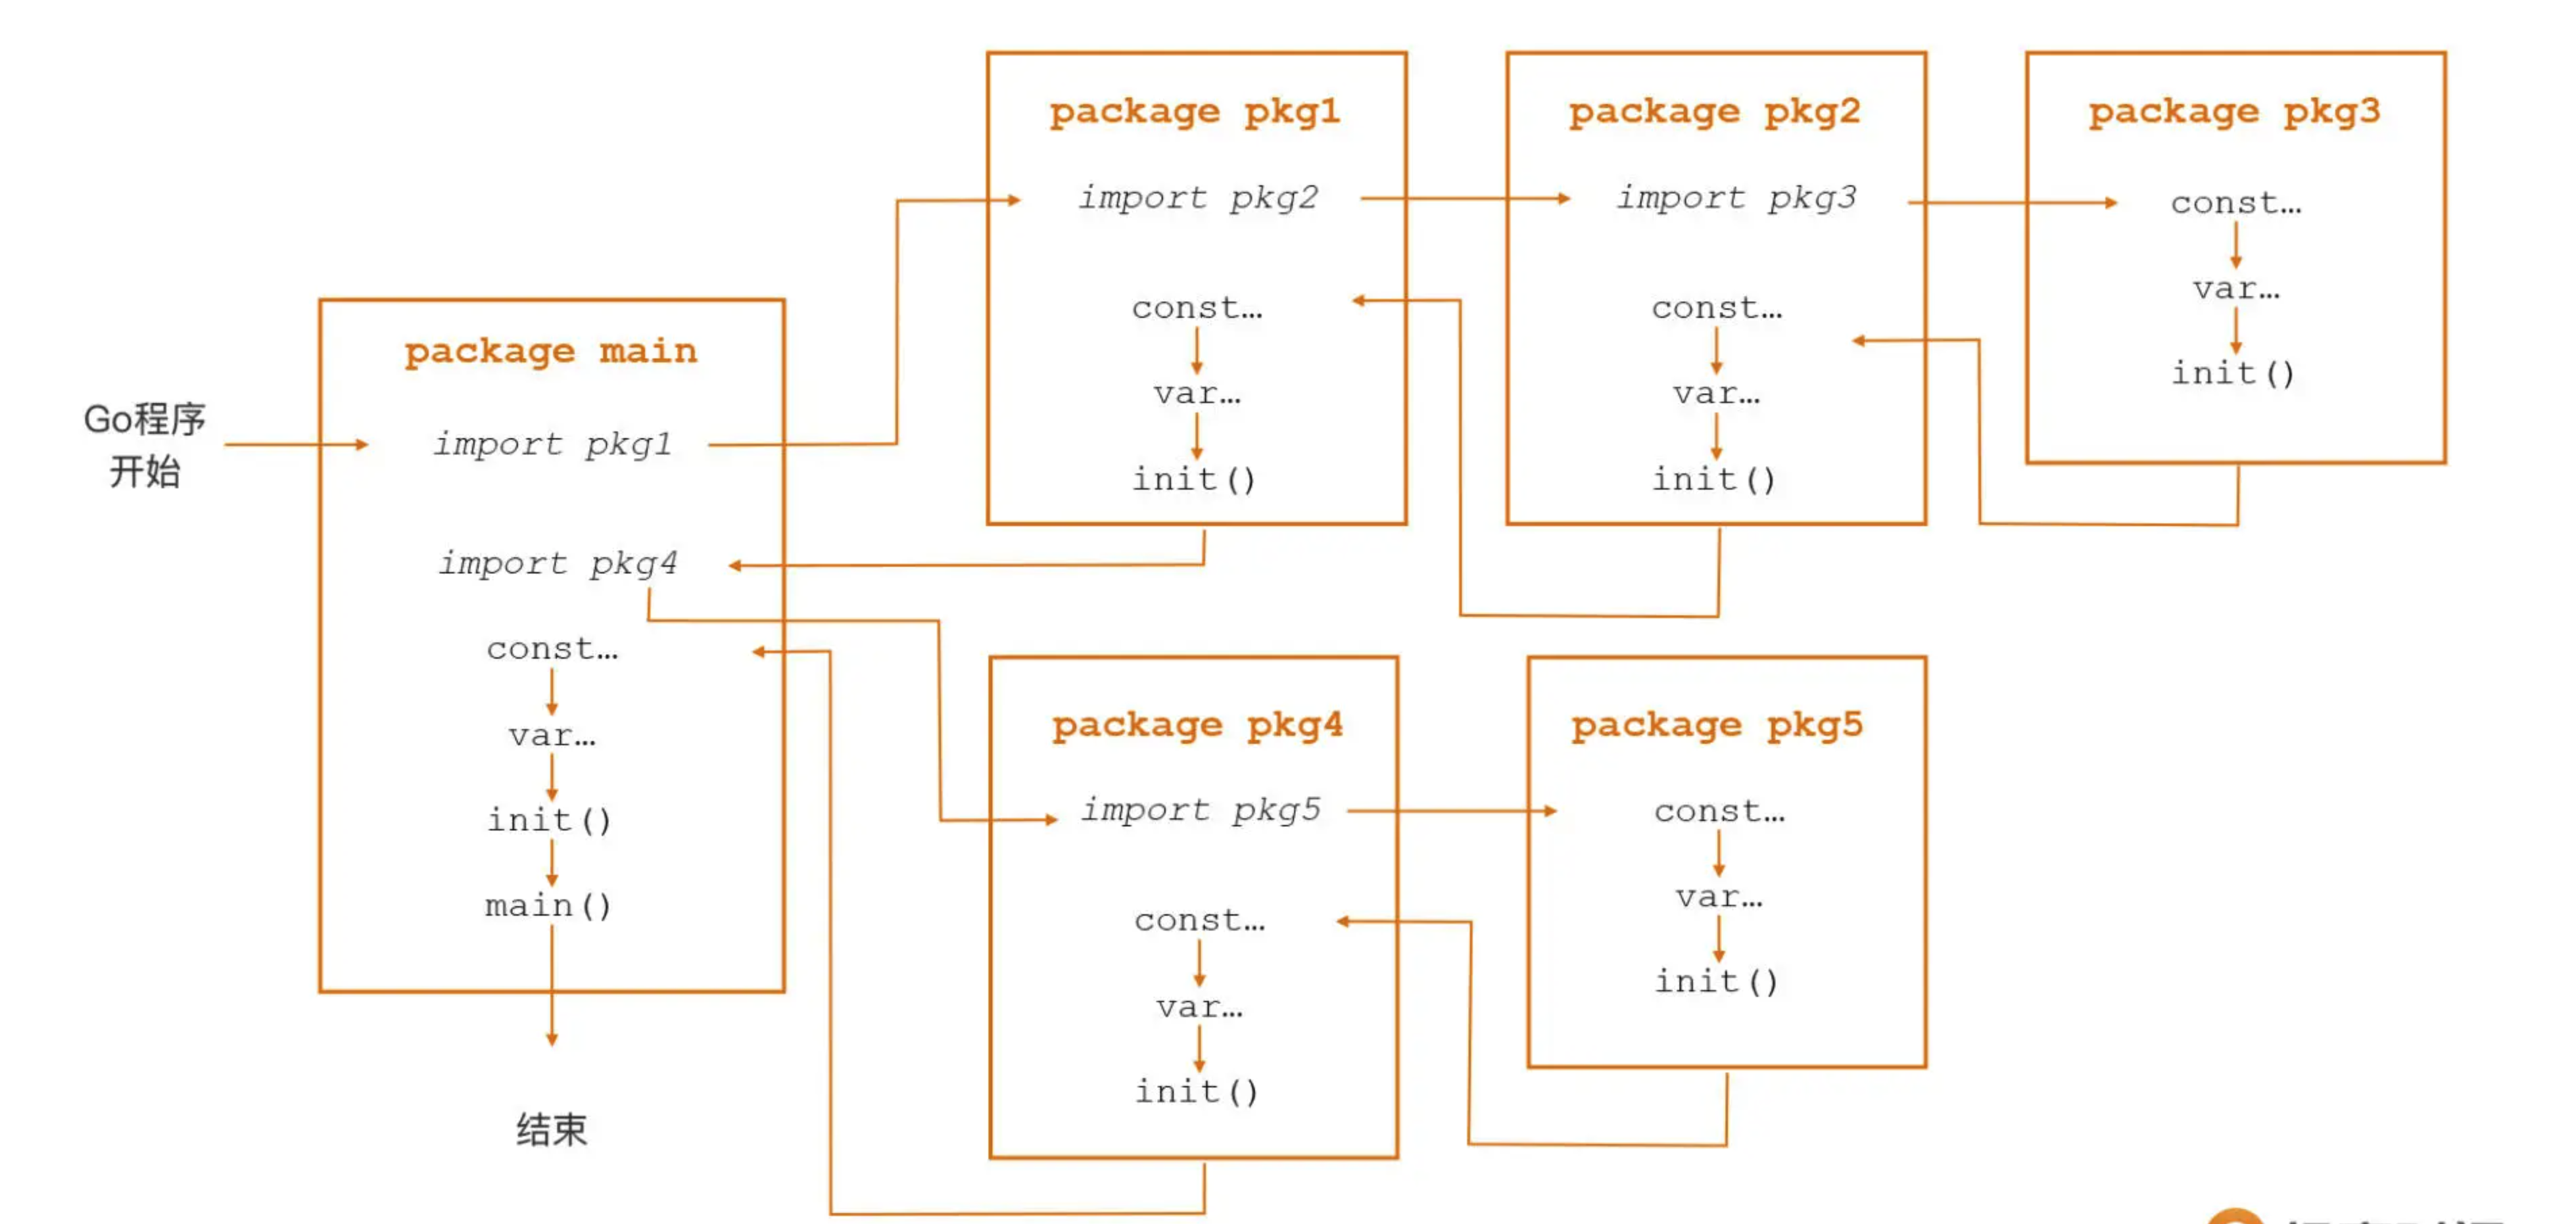 Go程序
开始
package main
import pkg1
import pkg4
const…
var…
init()
main()
结束
package pkg1
import pkg2
const…
var…
init()
package pkg2
import pkg3
const…
var…
init()
package pkg3
const…
var…
init()
package pkg4
import pkg5
const…
var…
init()
package pkg5
const…
var…
init()